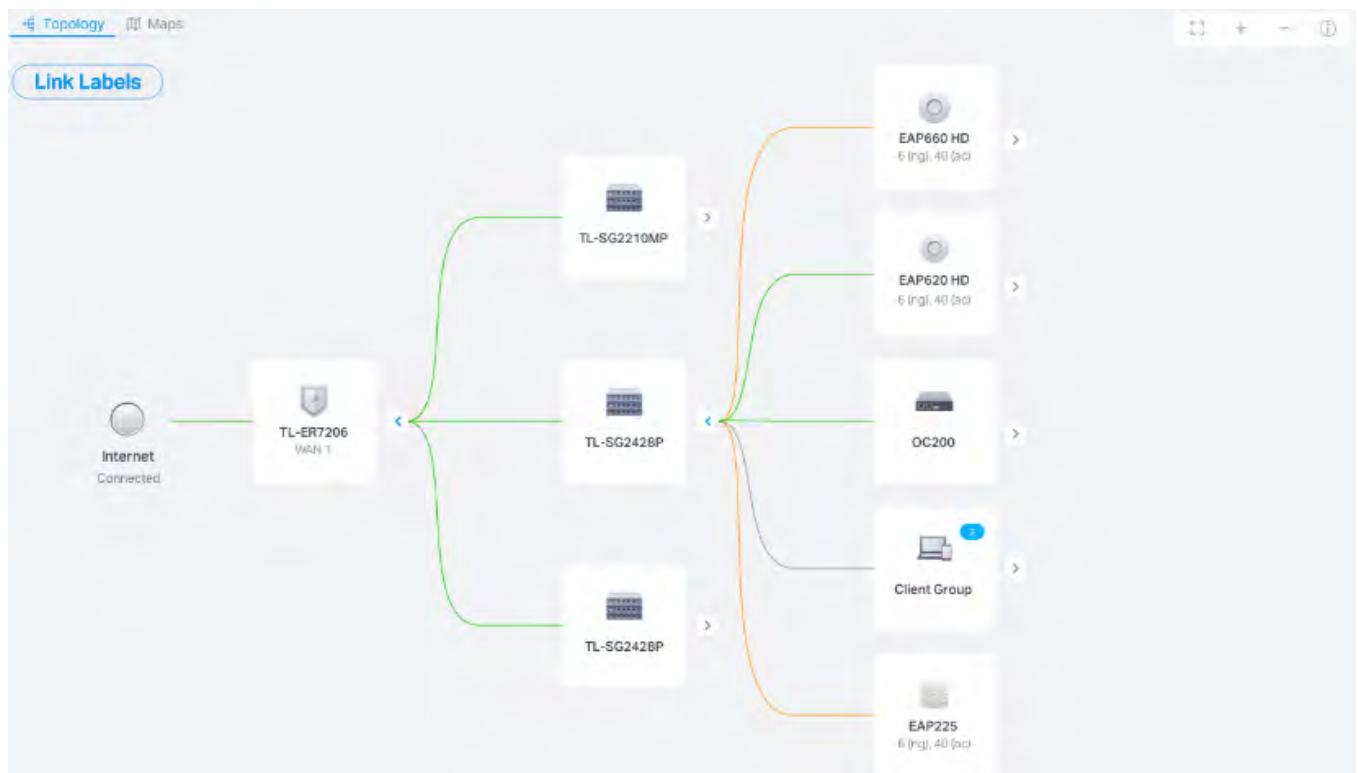 Topology Maps
Link Labels
EAP660 HD
6 (ng), 40 (ac)
TL-SG2210MP
EAP620 HD
6 (ng), 40 (ac)
TL-ER7206
WAN 1
Internet
Connected
TL-SG2428P
OC200
Client Group
TL-SG2428P
EAP225
6 (ng), 40 (ac)